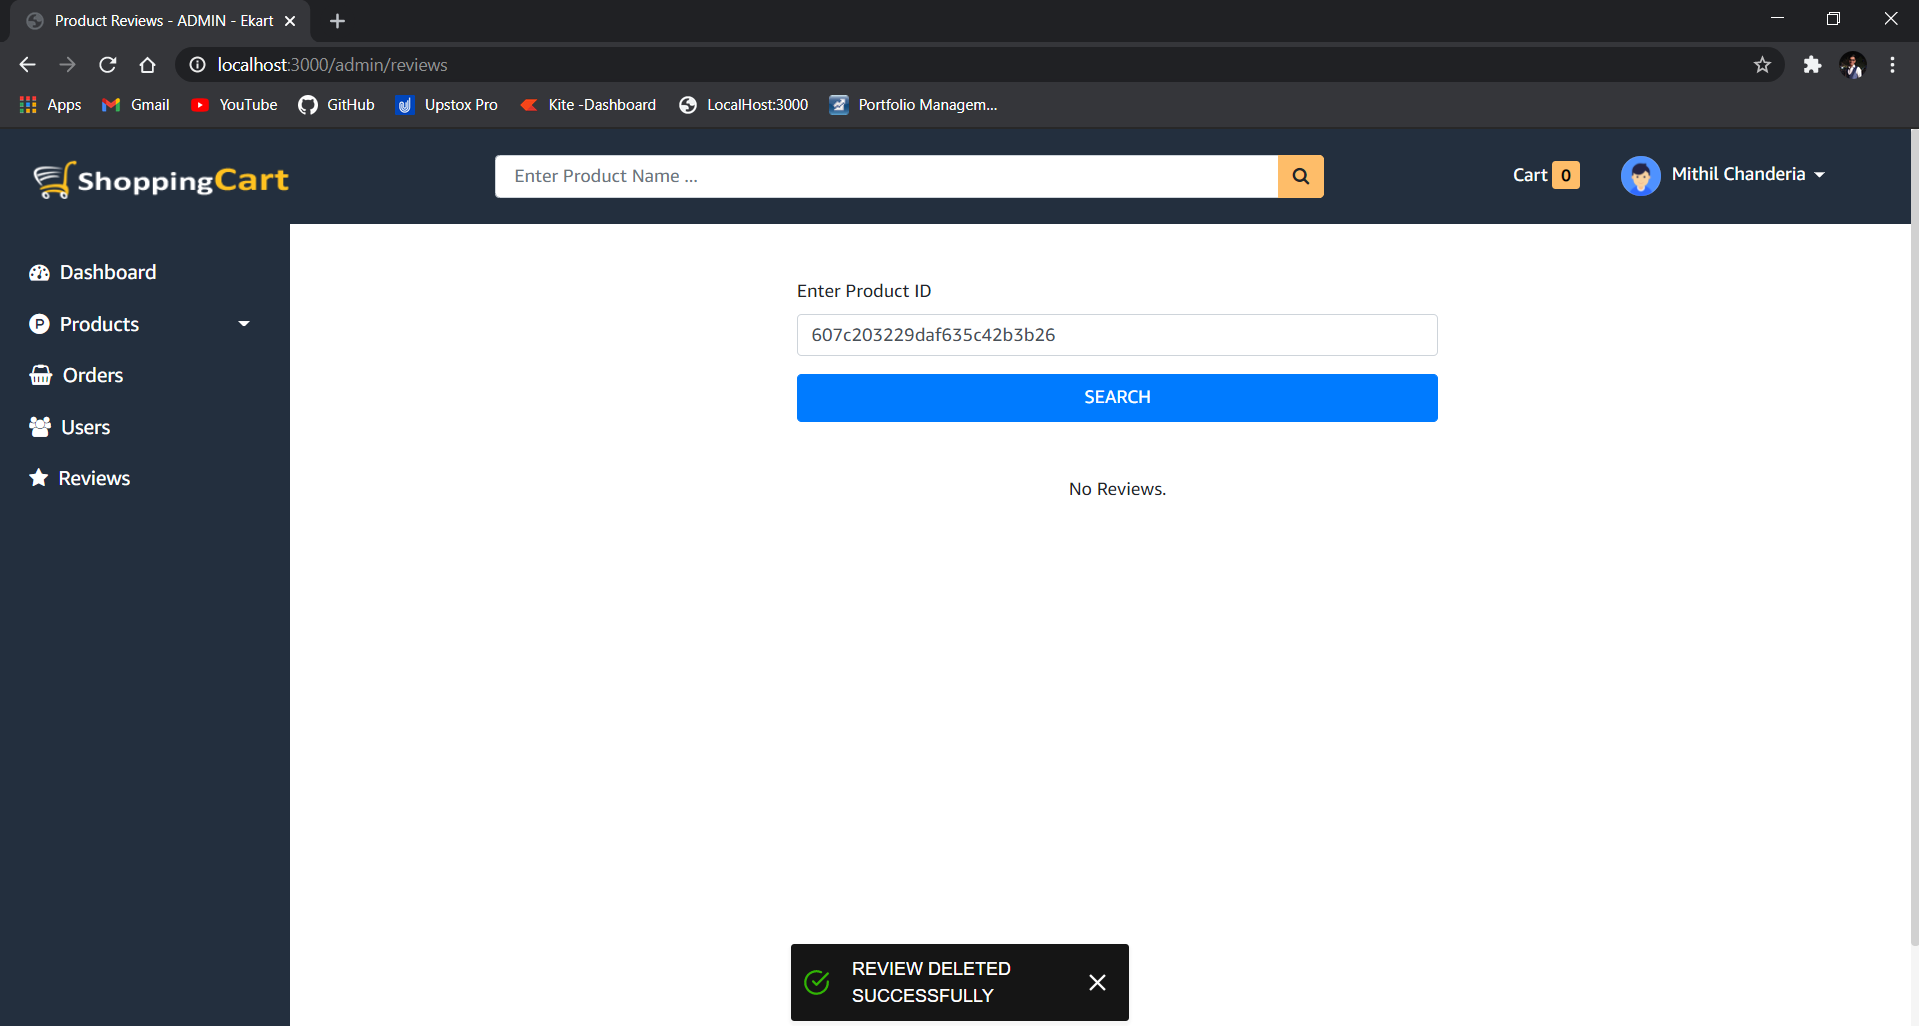 Product Reviews - ADMIN - Ekart
localhost:3000/admin/reviews
Apps Gmail YouTube GitHub Upstox Pro Kite -Dashboard LocalHost:3000 Portfolio Managem...
ShoppingCart Enter Product Name ... Cart 0 Mithil Chanderia
Dashboard
Products
Orders
Users
Reviews
Enter Product ID
607c203229daf635c42b3b26
SEARCH
No Reviews.
REVIEW DELETED
SUCCESSFULLY